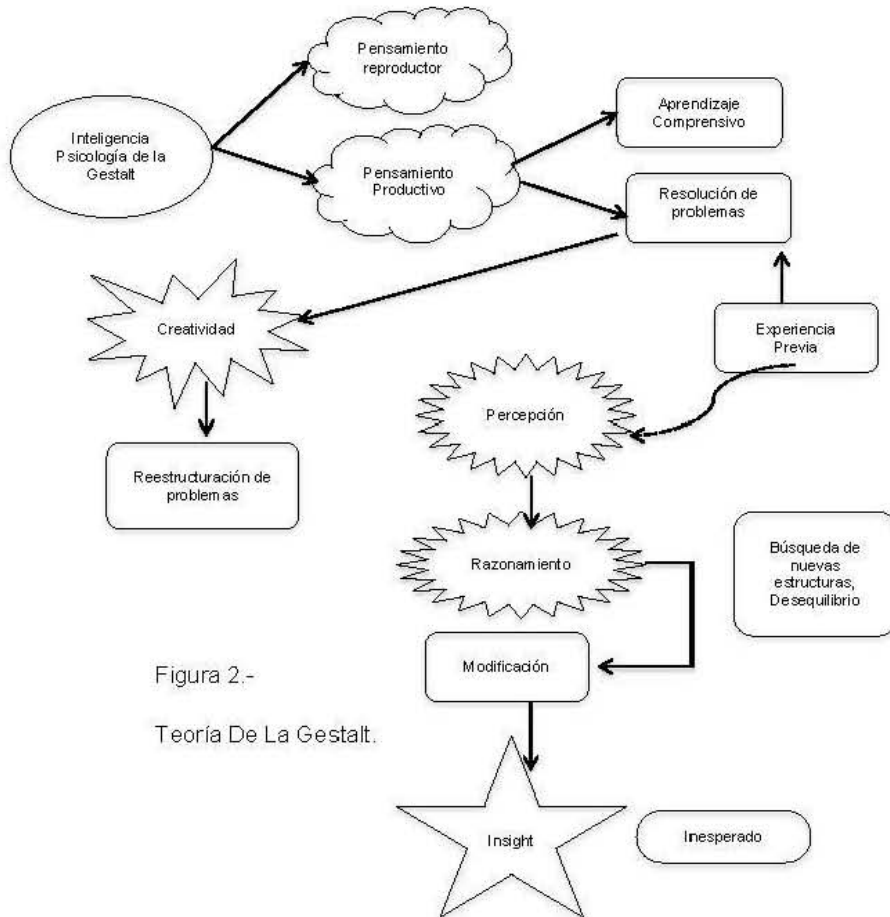 Pensamiento
reproductor
Inteligencia
Psicología de la
Gestalt
Pensamiento
Productivo
Aprendizaje
Comprensivo
Resolución de
problemas
Creatividad
Experiencia
Previa
Percepción
Reestructuración de
problemas
Razonamiento
Búsqueda de
nuevas
estructuras,
Desequilibrio
Modificación
Figura 2.-
Teoría De La Gestalt.
Insight
Inesperado